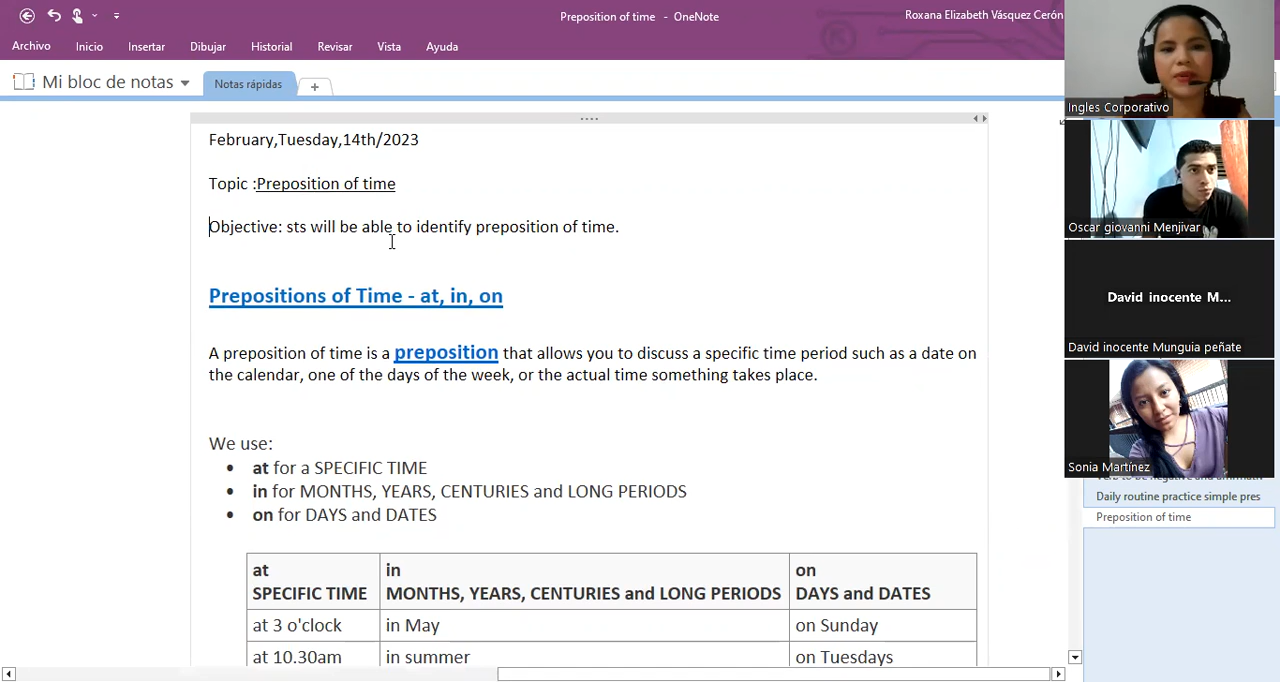 Preposition of time - OneNote
Roxana Elizabeth Vásquez Cerón
Archivo Inicio Insertar Dibujar Historial Revisar Vista Ayuda
Mi bloc de notas Notas rápidas +
February,Tuesday,14th/2023
Topic :Preposition of time
Objective: sts will be able to identify preposition of time.
Prepositions of Time - at, in, on
A preposition of time is a preposition that allows you to discuss a specific time period such as a date on
the calendar, one of the days of the week, or the actual time something takes place.
We use:
• at for a SPECIFIC TIME
• in for MONTHS, YEARS, CENTURIES and LONG PERIODS
• on for DAYS and DATES
at in on
SPECIFIC TIME MONTHS, YEARS, CENTURIES and LONG PERIODS DAYS and DATES
at 3 o'clock in May on Sunday
at 10.30am in summer on Tuesdays
Ingles Corporativo
Oscar giovanni Menjivar
David inocente M...
David inocente Munguia peñate
Sonia Martínez
Daily routine practice simple pres
Preposition of time